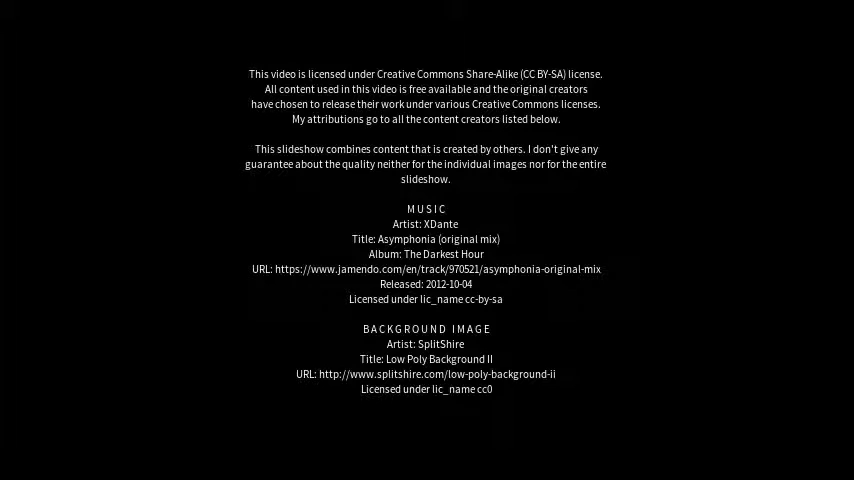 This video is licensed under Creative Commons Share-Alike (CC BY-SA) license.
All content used in this video is free available and the original creators
have chosen to release their work under various Creative Commons licenses.
My attributions go to all the content creators listed below.
This slideshow combines content that is created by others. I don't give any
guarantee about the quality neither for the individual images nor for the entire
slideshow.
MUSIC
Artist: XDante
Title: Asymphonia (original mix)
Album: The Darkest Hour
URL: https://www.jamendo.com/en/track/970521/asymphonia-original-mix
Released: 2012-10-04
Licensed under lic_name cc-by-sa
BACKGROUND IMAGE
Artist: SplitShire
Title: Low Poly Background II
URL: http://www.splitshire.com/low-poly-background-ii
Licensed under lic_name cc0